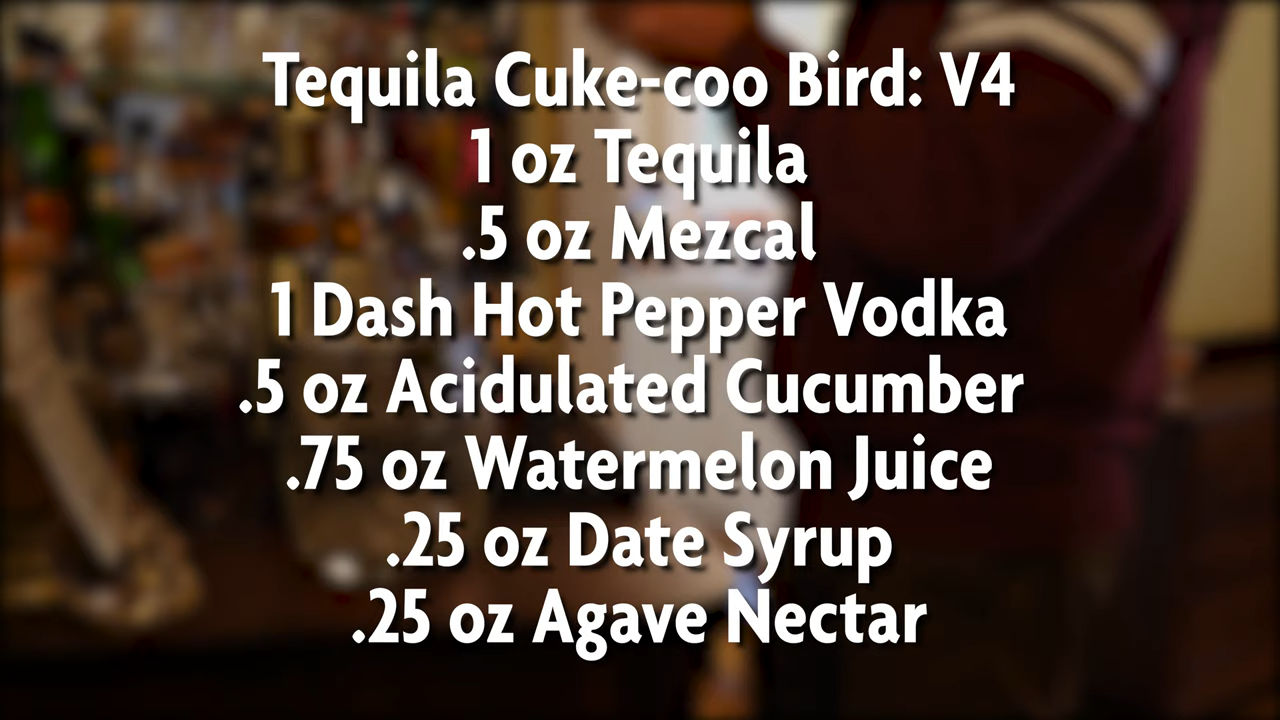 Tequila Cuke-coo Bird: V4
1 oz Tequila
.5 oz Mezcal
1 Dash Hot Pepper Vodka
.5 oz Acidulated Cucumber
.75 oz Watermelon Juice
.25 oz Date Syrup
.25 oz Agave Nectar